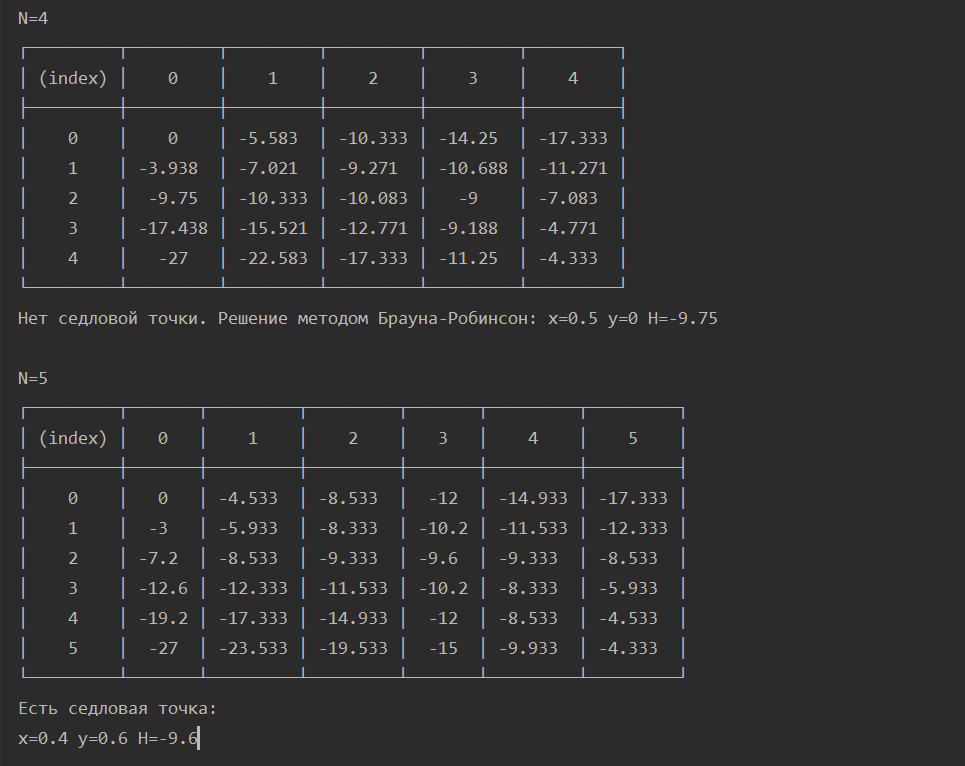 N=4
(index) 0 1 2 3 4
0 0 -5.583 -10.333 -14.25 -17.333
1 -3.938 -7.021 -9.271 -10.688 -11.271
2 -9.75 -10.333 -10.083 -9 -7.083
3 -17.438 -15.521 -12.771 -9.188 -4.771
4 -27 -22.583 -17.333 -11.25 -4.333
Нет седловой точки. Решение методом Брауна-Робинсон: x=0.5 y=0 H=-9.75
N=5
(index) 0 1 2 3 4 5
0 0 -4.533 -8.533 -12 -14.933 -17.333
1 -3 -5.933 -8.333 -10.2 -11.533 -12.333
2 -7.2 -8.533 -9.333 -9.6 -9.333 -8.533
3 -12.6 -12.333 -11.533 -10.2 -8.333 -5.933
4 -19.2 -17.333 -14.933 -12 -8.533 -4.533
5 -27 -23.533 -19.533 -15 -9.933 -4.333
Есть седловая точка:
x=0.4 y=0.6 H=-9.6